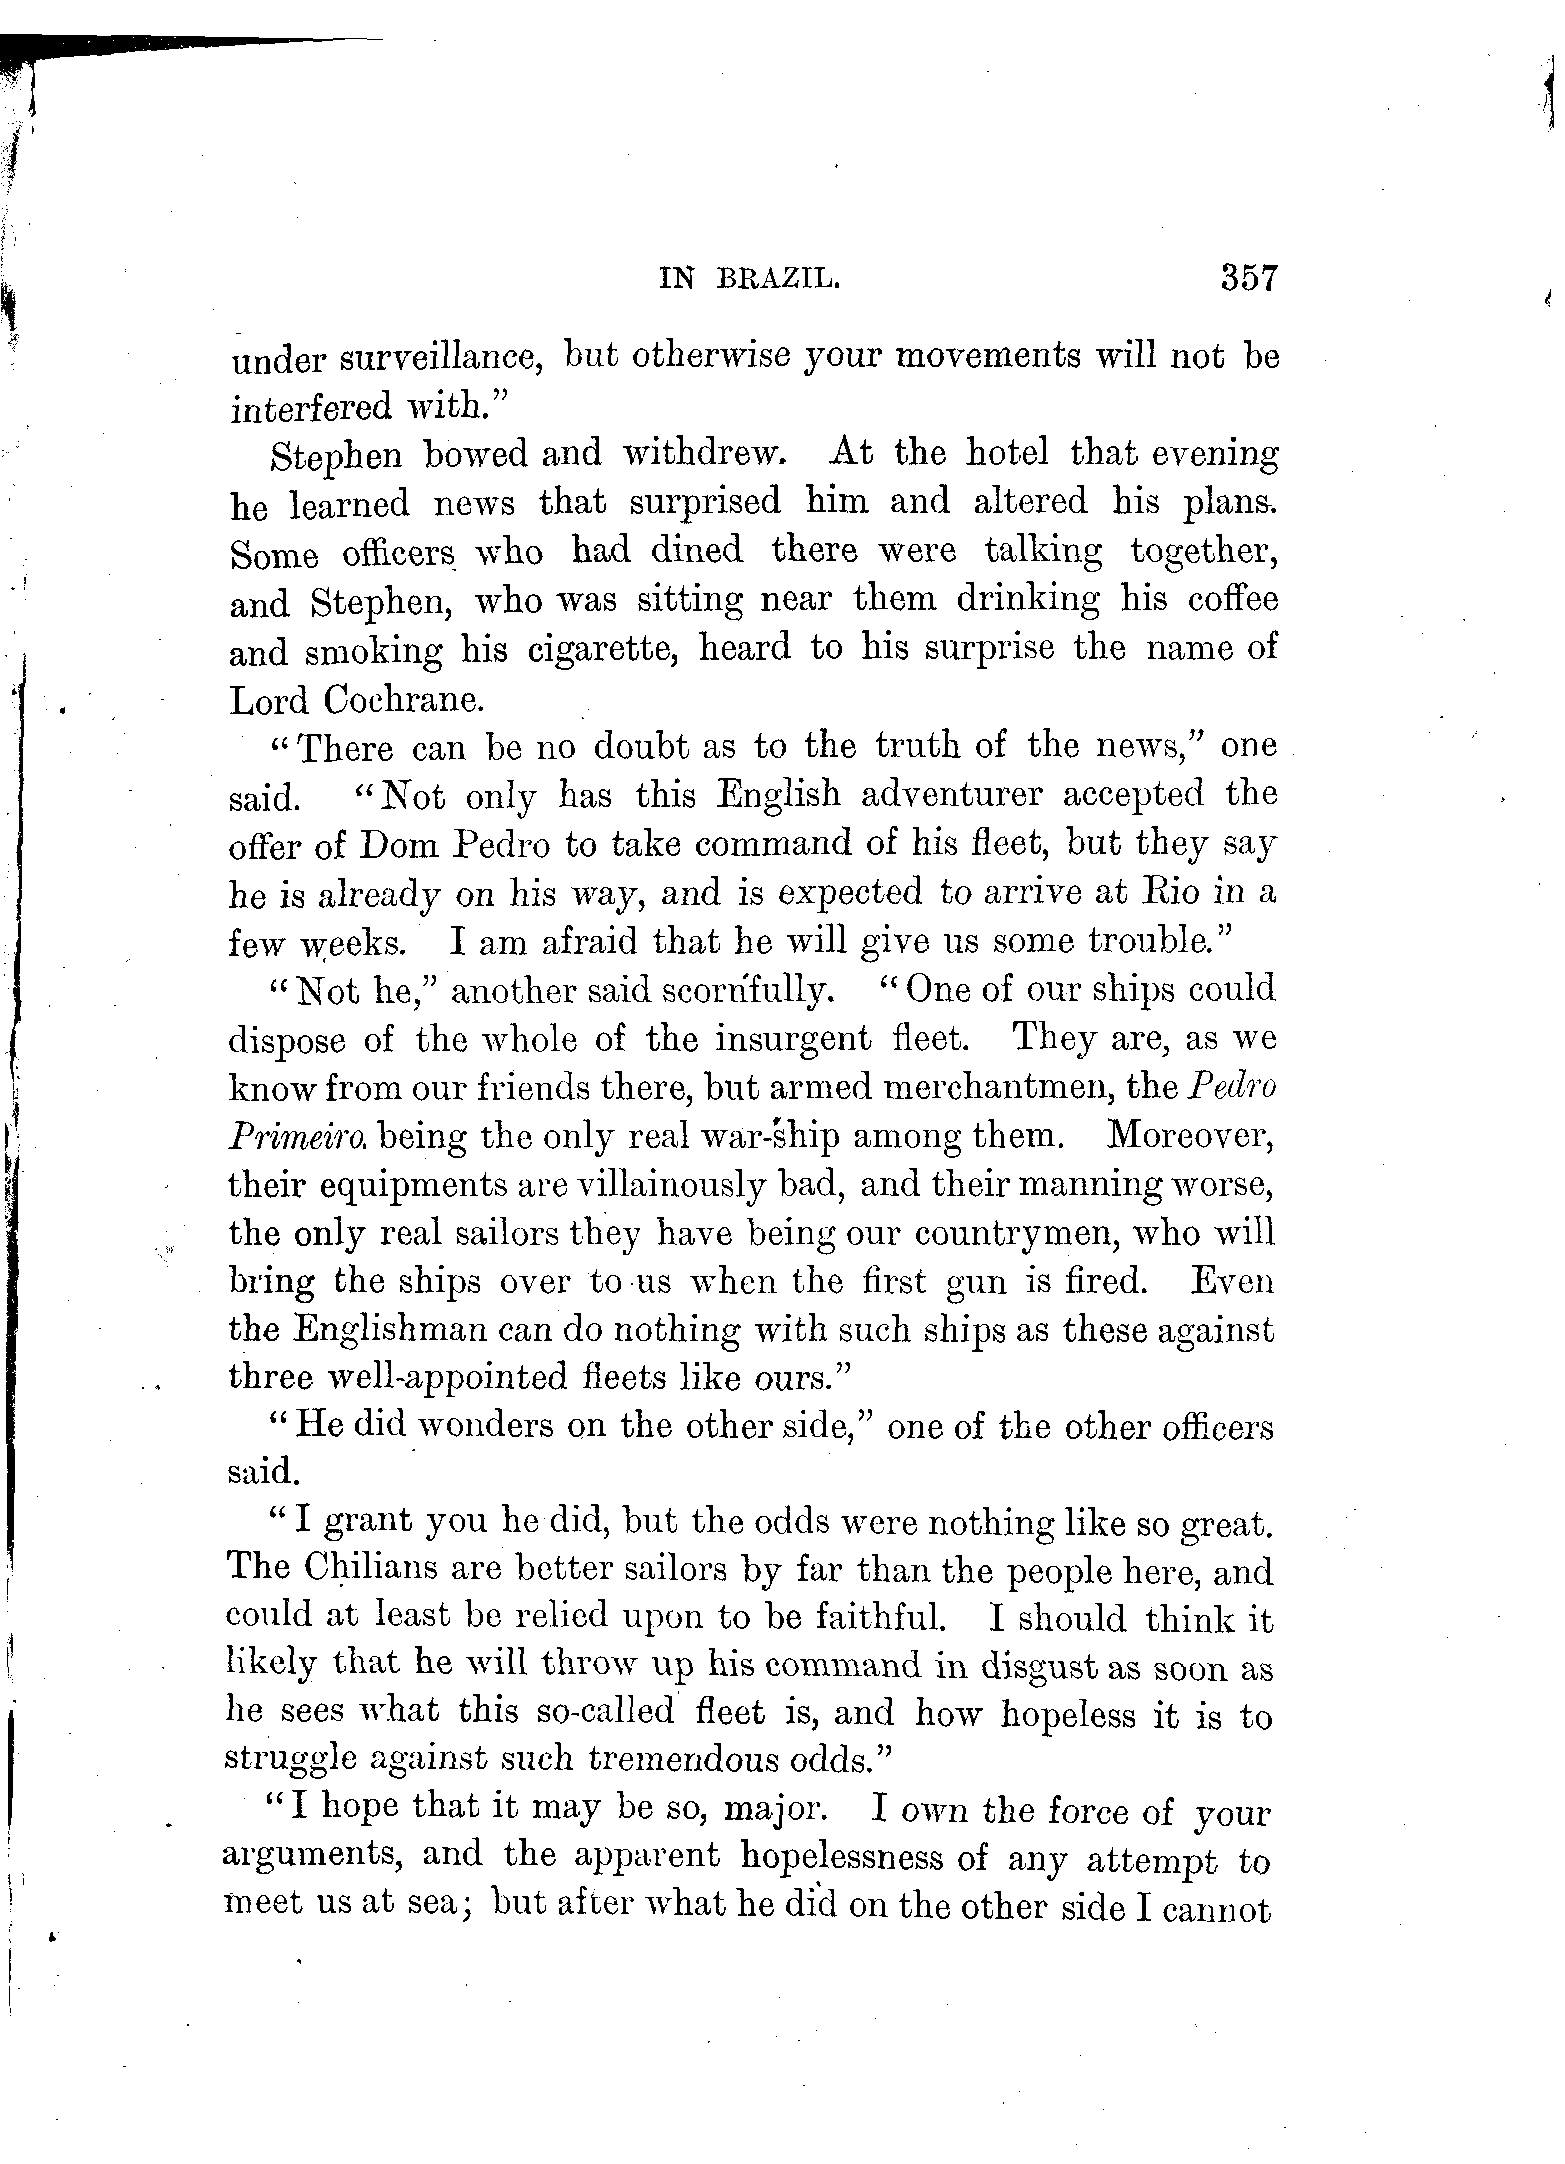 IN BRAZIL. 357
under surveillance, but otherwise your movements will not be
interfered with.”
Stephen bowed and withdrew. At the hotel that evening
he learned news that surprised him and altered his plans.
Some officers who had dined there were talking together,
and Stephen, who was sitting near them drinking his coffee
and smoking his cigarette, heard to his surprise the name of
Lord Cochrane.
“There can be no doubt as to the truth of the news,” one
said. “Not only has this English adventurer accepted the
offer of Dom Pedro to take command of his fleet, but they say
he is already on his way, and is expected to arrive at Rio in a
few weeks. I am afraid that he will give us some trouble.”
“Not he,” another said scornfully. “One of our ships could
dispose of the whole of the insurgent fleet. They are, as we
know from our friends there, but armed merchantmen, the Pedro
Primeiro. being the only real war-ship among them. Moreover,
their equipments are villainously bad, and their manning worse,
the only real sailors they have being our countrymen, who will
bring the ships over to us when the first gun is fired. Even
the Englishman can do nothing with such ships as these against
three well-appointed fleets like ours.”
“He did wonders on the other side,” one of the other officers
said.
“I grant you he did, but the odds were nothing like so great.
The Chilians are better sailors by far than the people here, and
could at least be relied upon to be faithful. I should think it
likely that he will throw up his command in disgust as soon as
he sees what this so-called fleet is, and how hopeless it is to
struggle against such tremendous odds.”
“I hope that it may be so, major. I own the force of your
arguments, and the apparent hopelessness of any attempt to
meet us at sea; but after what he did on the other side I cannot